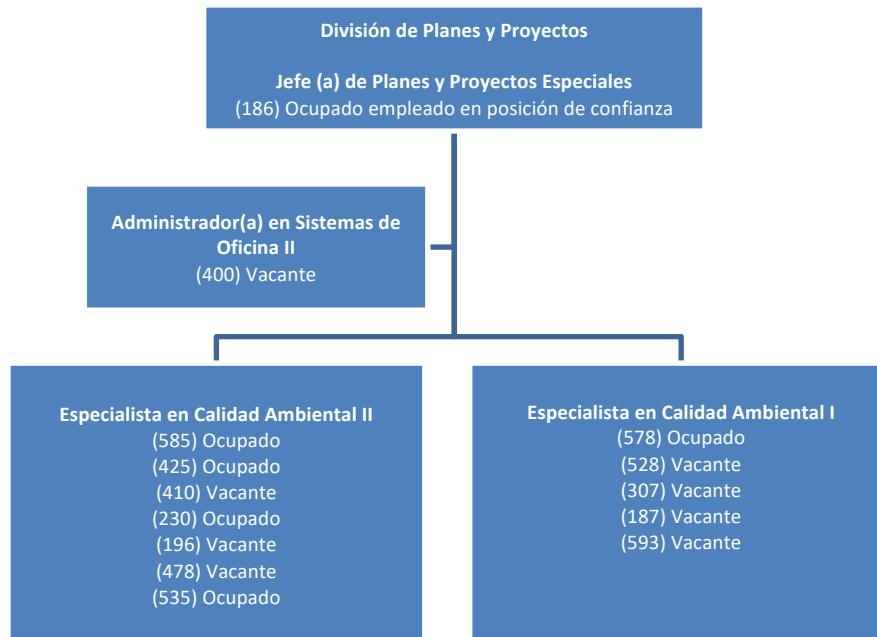 División de Planes y Proyectos
Jefe (a) de Planes y Proyectos Especiales
(186) Ocupado empleado en posición de confianza
Administrador(a) en Sistemas de
Oficina II
(400) Vacante
Especialista en Calidad Ambiental II
(585) Ocupado
(425) Ocupado
(410) Vacante
(230) Ocupado
(196) Vacante
(478) Vacante
(535) Ocupado
Especialista en Calidad Ambiental I
(578) Ocupado
(528) Vacante
(307) Vacante
(187) Vacante
(593) Vacante